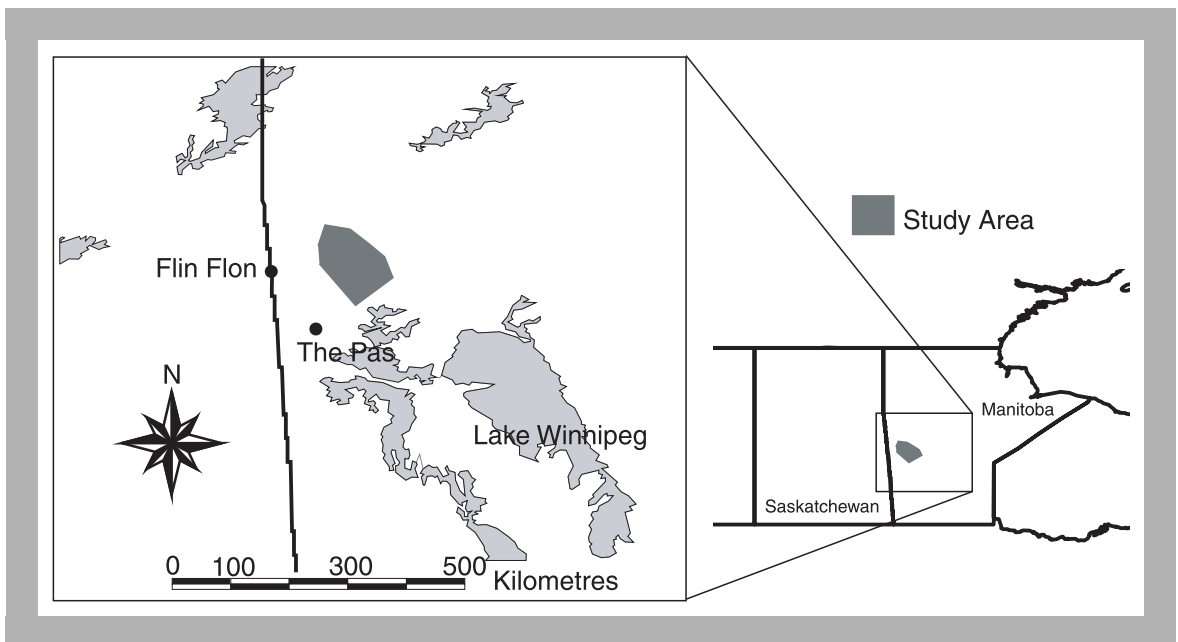 Study Area
Flin Flon
The Pas
N
Manitoba
Lake Winnipeg
Saskatchewan
0 100 300 500
Kilometres